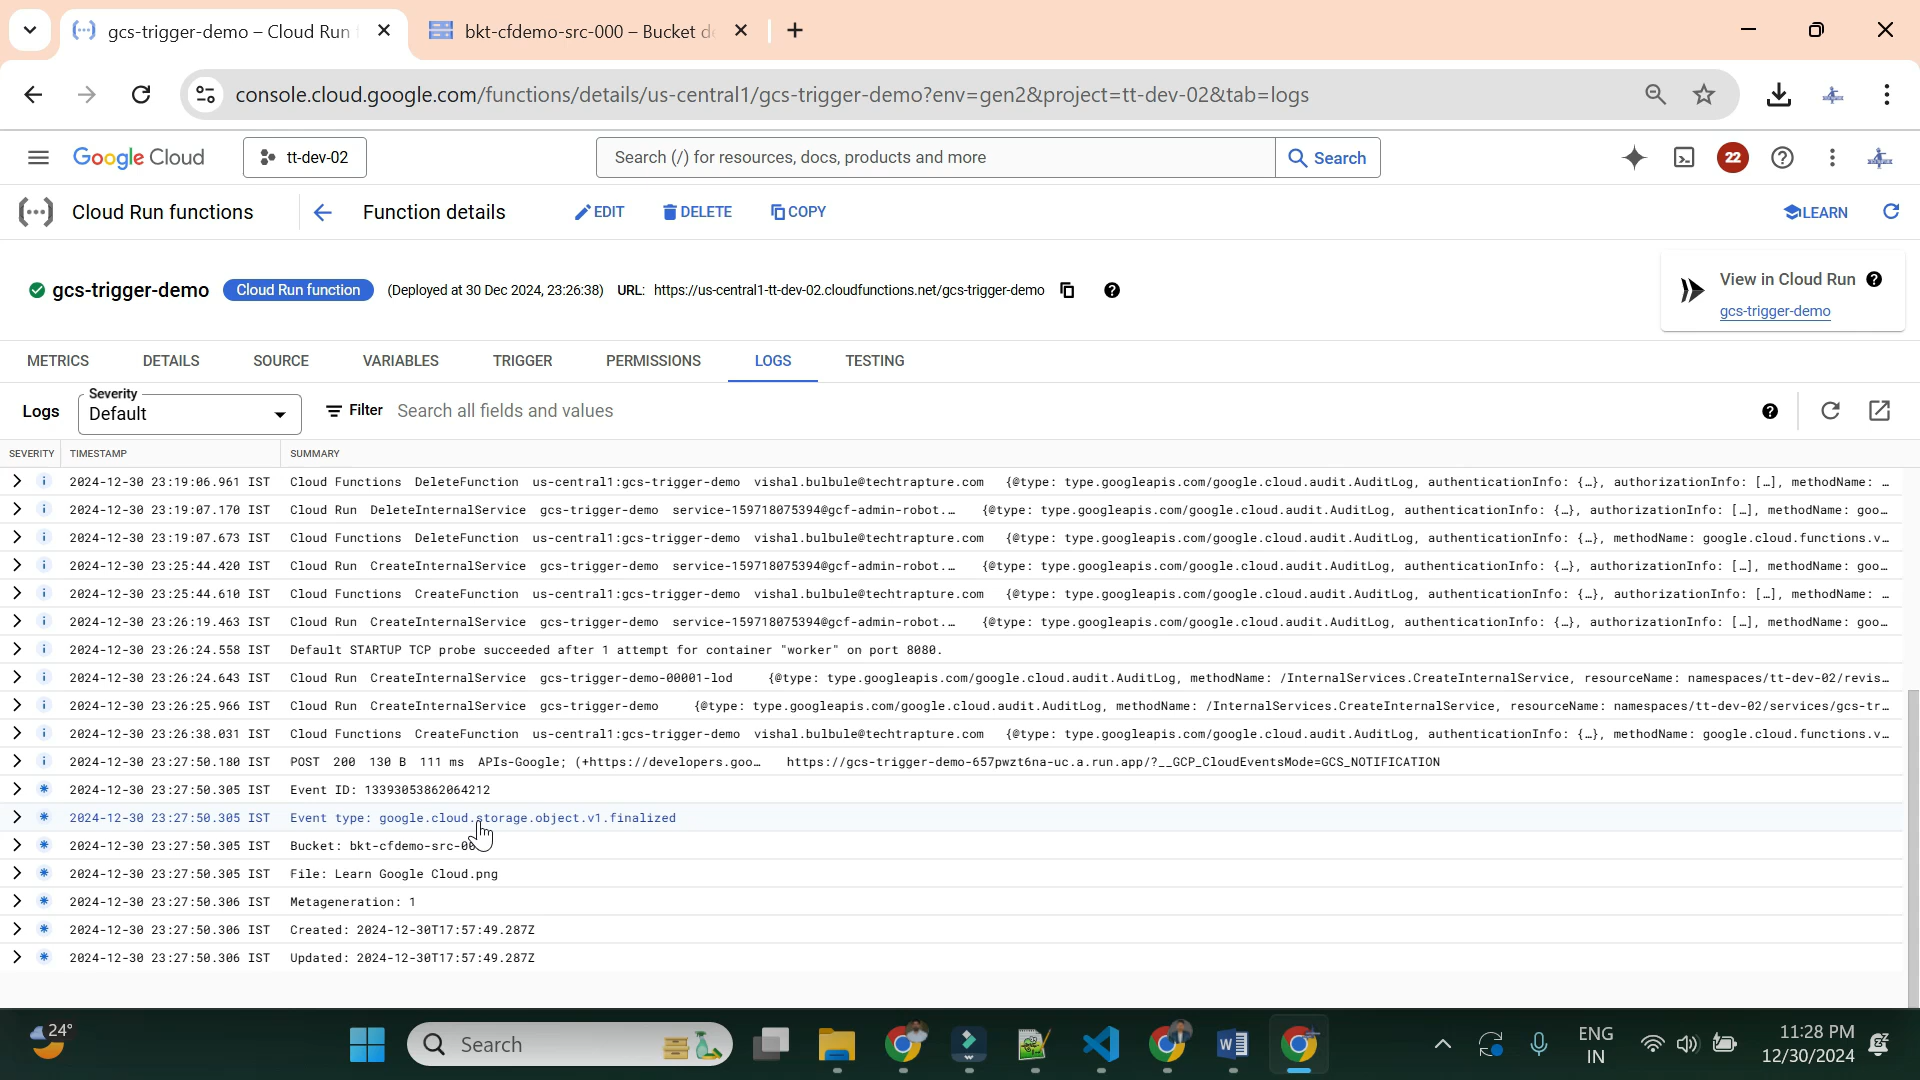 gcs-trigger-demo – Cloud Run
bkt-cfdemo-src-000 – Bucket de
console.cloud.google.com/functions/details/us-central1/gcs-trigger-demo?env=gen2&project=tt-dev-02&tab=logs
Google Cloud
tt-dev-02
Search (/) for resources, docs, products and more
Search
22
Cloud Run functions
Function details
EDIT
DELETE
COPY
LEARN
gcs-trigger-demo
Cloud Run function
(Deployed at 30 Dec 2024, 23:26:38)
URL: https://us-central1-tt-dev-02.cloudfunctions.net/gcs-trigger-demo
View in Cloud Run
gcs-trigger-demo
METRICS
DETAILS
SOURCE
VARIABLES
TRIGGER
PERMISSIONS
LOGS
TESTING
Logs
Severity
Default
Filter
Search all fields and values
SEVERITY TIMESTAMP SUMMARY
2024-12-30 23:19:06.961 IST Cloud Functions DeleteFunction us-central1:gcs-trigger-demo vishal.bulbule@techtrapture.com {@type: type.googleapis.com/google.cloud.audit.AuditLog, authenticationInfo: {…}, authorizationInfo: […], methodName: …
2024-12-30 23:19:07.170 IST Cloud Run DeleteInternalService gcs-trigger-demo service-159718075394@gcf-admin-robot.… {@type: type.googleapis.com/google.cloud.audit.AuditLog, authenticationInfo: {…}, authorizationInfo: […], methodName: goo…
2024-12-30 23:19:07.673 IST Cloud Functions DeleteFunction us-central1:gcs-trigger-demo vishal.bulbule@techtrapture.com {@type: type.googleapis.com/google.cloud.audit.AuditLog, authenticationInfo: {…}, methodName: google.cloud.functions.v…
2024-12-30 23:25:44.420 IST Cloud Run CreateInternalService gcs-trigger-demo service-159718075394@gcf-admin-robot.… {@type: type.googleapis.com/google.cloud.audit.AuditLog, authenticationInfo: {…}, authorizationInfo: […], methodName: goo…
2024-12-30 23:25:44.610 IST Cloud Functions CreateFunction us-central1:gcs-trigger-demo vishal.bulbule@techtrapture.com {@type: type.googleapis.com/google.cloud.audit.AuditLog, authenticationInfo: {…}, authorizationInfo: […], methodName: …
2024-12-30 23:26:19.463 IST Cloud Run CreateInternalService gcs-trigger-demo service-159718075394@gcf-admin-robot.… {@type: type.googleapis.com/google.cloud.audit.AuditLog, authenticationInfo: {…}, authorizationInfo: […], methodName: goo…
2024-12-30 23:26:24.558 IST Default STARTUP TCP probe succeeded after 1 attempt for container "worker" on port 8080.
2024-12-30 23:26:24.643 IST Cloud Run CreateInternalService gcs-trigger-demo-00001-lod {@type: type.googleapis.com/google.cloud.audit.AuditLog, methodName: /InternalServices.CreateInternalService, resourceName: namespaces/tt-dev-02/revis…
2024-12-30 23:26:25.966 IST Cloud Run CreateInternalService gcs-trigger-demo {@type: type.googleapis.com/google.cloud.audit.AuditLog, methodName: /InternalServices.CreateInternalService, resourceName: namespaces/tt-dev-02/services/gcs-tr…
2024-12-30 23:26:38.031 IST Cloud Functions CreateFunction us-central1:gcs-trigger-demo vishal.bulbule@techtrapture.com {@type: type.googleapis.com/google.cloud.audit.AuditLog, authenticationInfo: {…}, methodName: google.cloud.functions.v…
2024-12-30 23:27:50.180 IST POST 200 130 B 111 ms APIs-Google; (+https://developers.goo… https://gcs-trigger-demo-657pwzt6na-uc.a.run.app/?__GCP_CloudEventsMode=GCS_NOTIFICATION
2024-12-30 23:27:50.305 IST Event ID: 13393053862064212
2024-12-30 23:27:50.305 IST Event type: google.cloud.storage.object.v1.finalized
2024-12-30 23:27:50.305 IST Bucket: bkt-cfdemo-src-00
2024-12-30 23:27:50.305 IST File: Learn Google Cloud.png
2024-12-30 23:27:50.306 IST Metageneration: 1
2024-12-30 23:27:50.306 IST Created: 2024-12-30T17:57:49.287Z
2024-12-30 23:27:50.306 IST Updated: 2024-12-30T17:57:49.287Z
24°
Search
ENG
IN
11:28 PM
12/30/2024